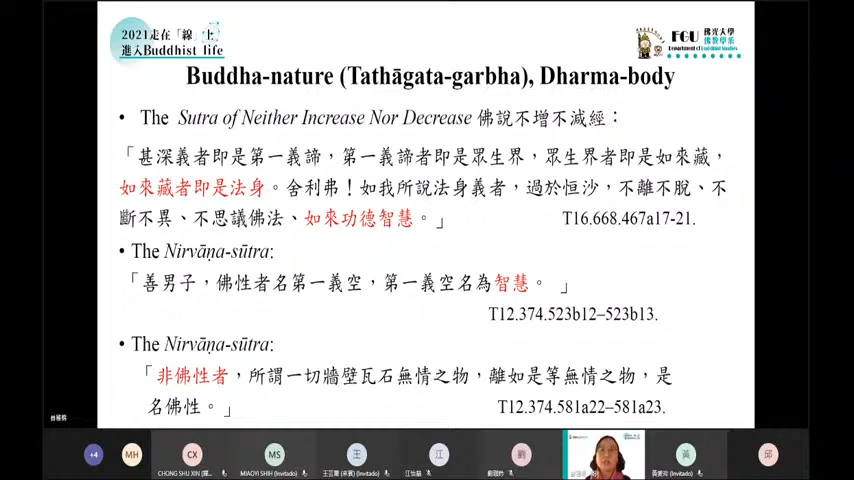 2021走在「線」上
進入Buddhist life
FGU 佛光大學
佛教學系
Department of Buddhist Studies
Buddha-nature (Tathāgata-garbha), Dharma-body
• The Sutra of Neither Increase Nor Decrease 佛說不增不減經：
「甚深義者即是第一義諦，第一義諦者即是眾生界，眾生界者即是如來藏，
如來藏者即是法身。舍利弗！如我所說法身義者，過於恒沙，不離不脫、不
斷不異、不思議佛法、如來功德智慧。」 T16.668.467a17-21.
• The Nirvāṇa-sūtra:
「善男子，佛性者名第一義空，第一義空名為智慧。 」
T12.374.523b12–523b13.
• The Nirvāṇa-sūtra:
「非佛性者，所謂一切牆壁瓦石無情之物，離如是等無情之物，是
名佛性。」 T12.374.581a22–581a23.
+4 MH CX MS 王 江 劉 黃 邱
CHONG SHU XIN (釋... MIAOYI SHIH (Invitado) (Invitado) (Invitado)